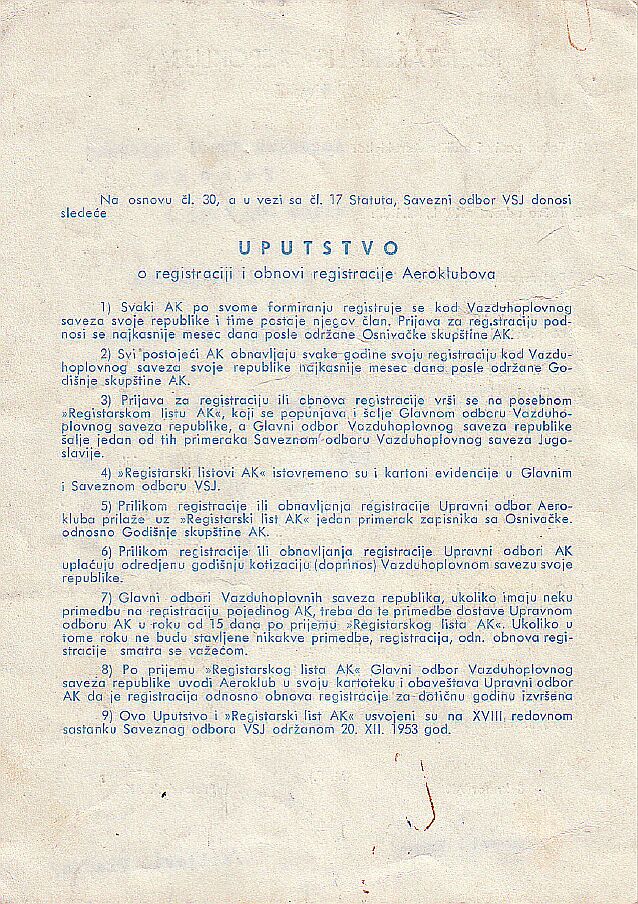 Na osnovu čl. 30, a u vezi sa čl. 17 Statuta, Savezni odbor VSJ donosi
sledeće
UPUTSTVO
o registraciji i obnovi registracije Aeroklubova
1) Svaki AK po svome formiranju registruje se kod Vazduhoplovnog
saveza svoje republike i time postaje njegov član. Prijava za registraciju pod-
nosi se najkasnije mesec dana posle održane Osnivačke skupštine AK.
2) Svi postojeći AK obnavljaju svake godine svoju registraciju kod Vazdu-
hoplovnog saveza svoje republike najkasnije mesec dana posle održane Go-
dišnje skupštine AK.
3) Prijava za registraciju ili obnova registracije vrši se na posebnom
»Registarskom listu AK«, koji se popunjava i šalje Glavnom odboru Vazduho-
plovnog saveza republike, a Glavni odbor Vazduhoplovnog saveza republike
šalje jedan od tih primeraka Saveznom odboru Vazduhoplovnog saveza Jugo-
slavije.
4) »Registarski listovi AK« istovremeno su i kartoni evidencije u Glavnim
i Saveznom odboru VSJ.
5) Prilikom registracije ili obnavljanja registracije Upravni odbor Aero-
kluba prilaže uz »Registarski list AK« jedan primerak zapisnika sa Osnivačke.
odnosno Godišnje skupštine AK.
6) Prilikom registracije ili obnavljanja registracije Upravni odbori AK
uplaćuju odredjenu godišnju kotizaciju (doprinos) Vazduhoplovnom savezu svoje
republike.
7) Glavni odbori Vazduhoplovnih saveza republika, ukoliko imaju neku
primedbu na registraciju pojedinog AK, treba da te primedbe dostave Upravnom
odboru AK u roku od 15 dana po prijemu »Registarskog lista AK«. Ukoliko u
tome roku ne budu stavljene nikakve primedbe, registracija, odn. obnova regi-
stracije smatra se važećom.
8) Po prijemu »Registarskog lista AK« Glavni odbor Vazduhoplovnog
saveza republike uvodi Aeroklub u svoju kartoteku i obaveštava Upravni odbor
AK da je registracija odnosno obnova registracije za dotičnu godinu izvršena
9) Ovo Uputstvo i »Registarski list AK« usvojeni su na XVIII. redovnom
sastanku Saveznog odbora VSJ održanom 20. XII. 1953 god.